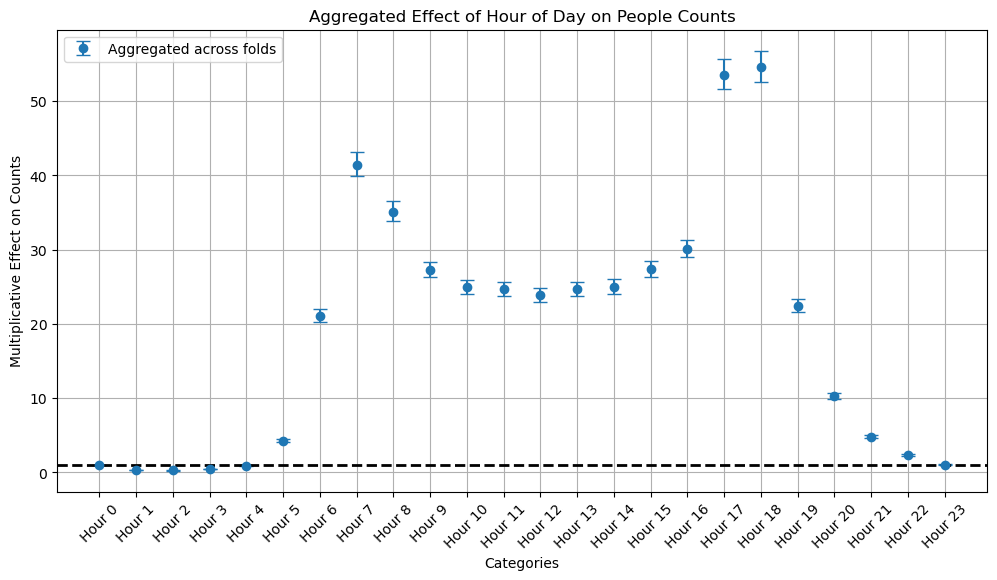 Aggregated Effect of Hour of Day on People Counts
Aggregated across folds
Multiplicative Effect on Counts
50
40
30
20
10
0
Hour 0
Hour 1
Hour 2
Hour 3
Hour 4
Hour 5
Hour 6
Hour 7
Hour 8
Hour 9
Hour 10
Hour 11
Hour 12
Hour 13
Hour 14
Hour 15
Hour 16
Hour 17
Hour 18
Hour 19
Hour 20
Hour 21
Hour 22
Hour 23
Categories